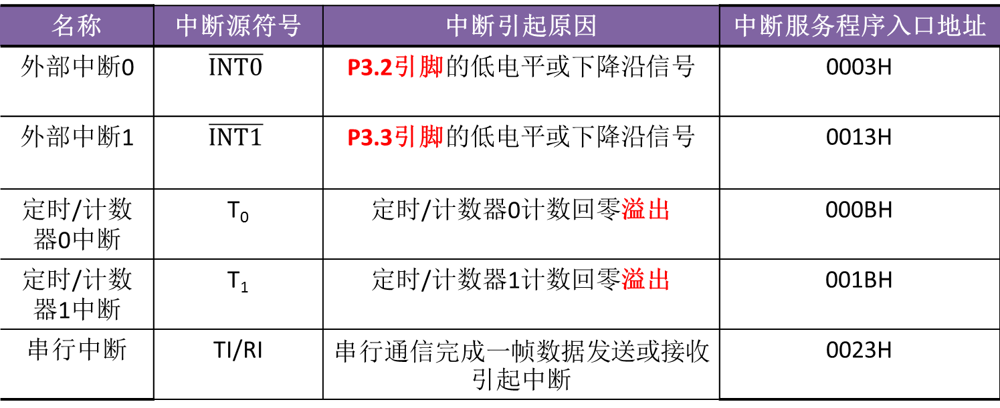 名称 中断源符号 中断引起原因 中断服务程序入口地址
外部中断0 INT0 P3.2引脚的低电平或下降沿信号 0003H
外部中断1 INT1 P3.3引脚的低电平或下降沿信号 0013H
定时/计数 T0 定时/计数器0计数回零溢出 000BH
器0中断
定时/计数 T1 定时/计数器1计数回零溢出 001BH
器1中断
串行中断 TI/RI 串行通信完成一帧数据发送或接收 0023H
引起中断